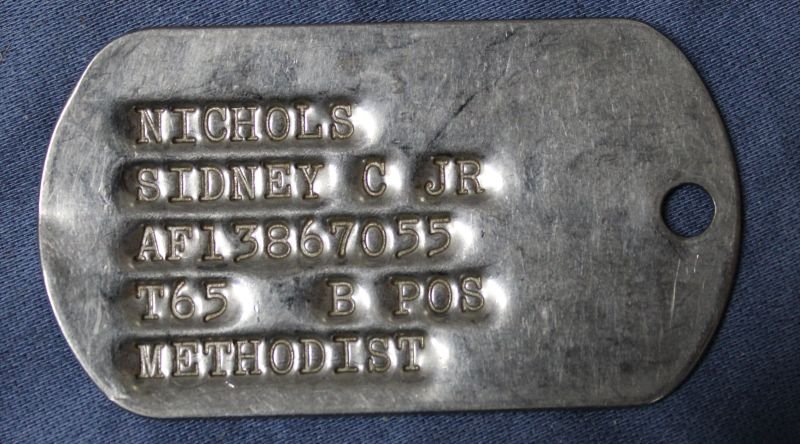 NICHOLS
SIDNEY C JR
AF13867055
T65 B POS
METHODIST